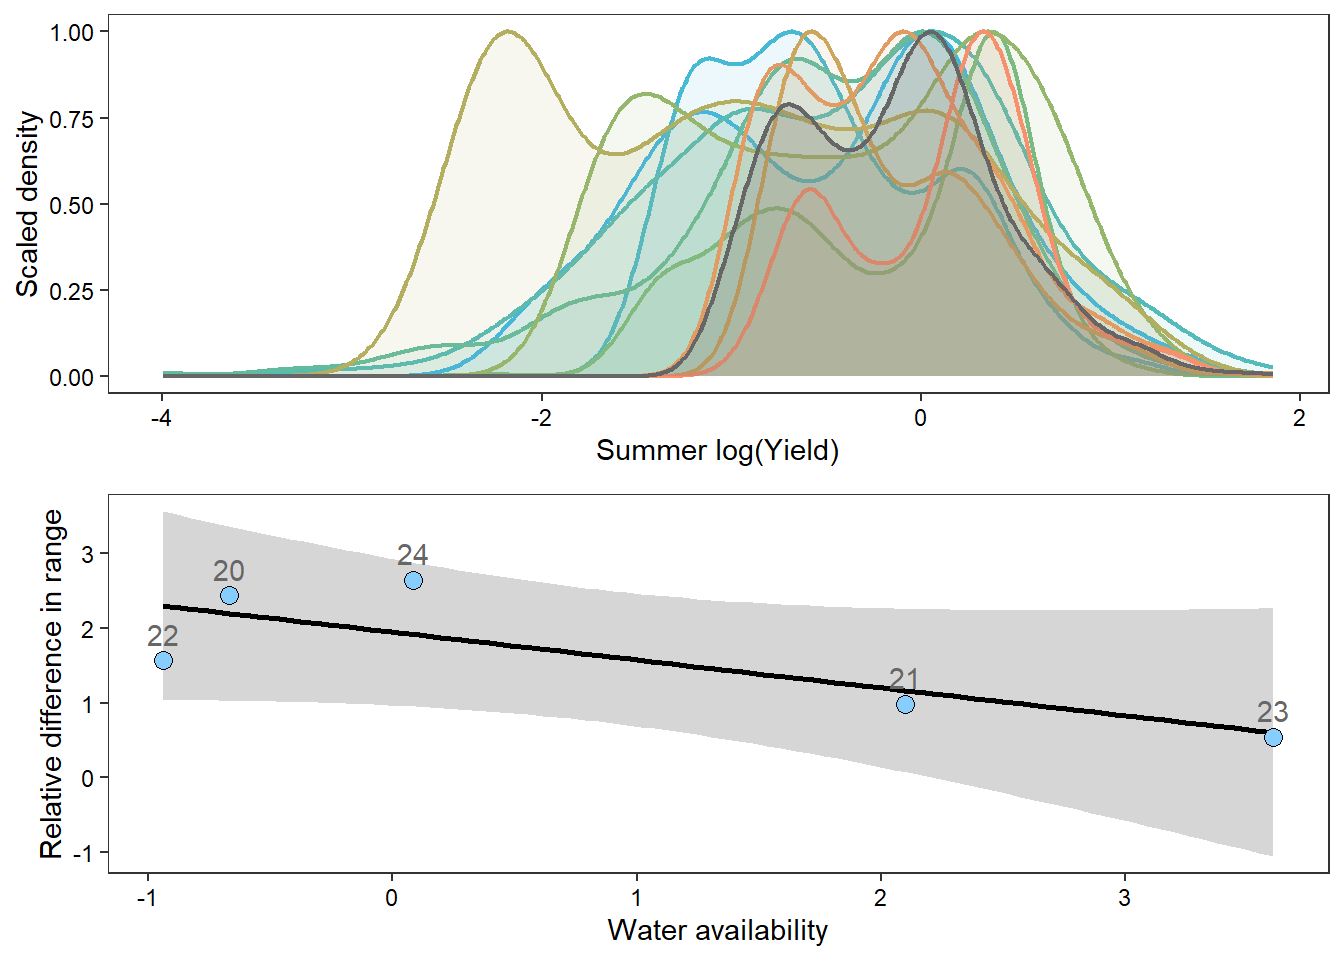 1.00
0.75
0.50
0.25
0.00
Scaled density
-4 -2 0 2
Summer log(Yield)
3
2
1
0
-1
Relative difference in range
20
24
22
21
23
-1 0 1 2 3
Water availability